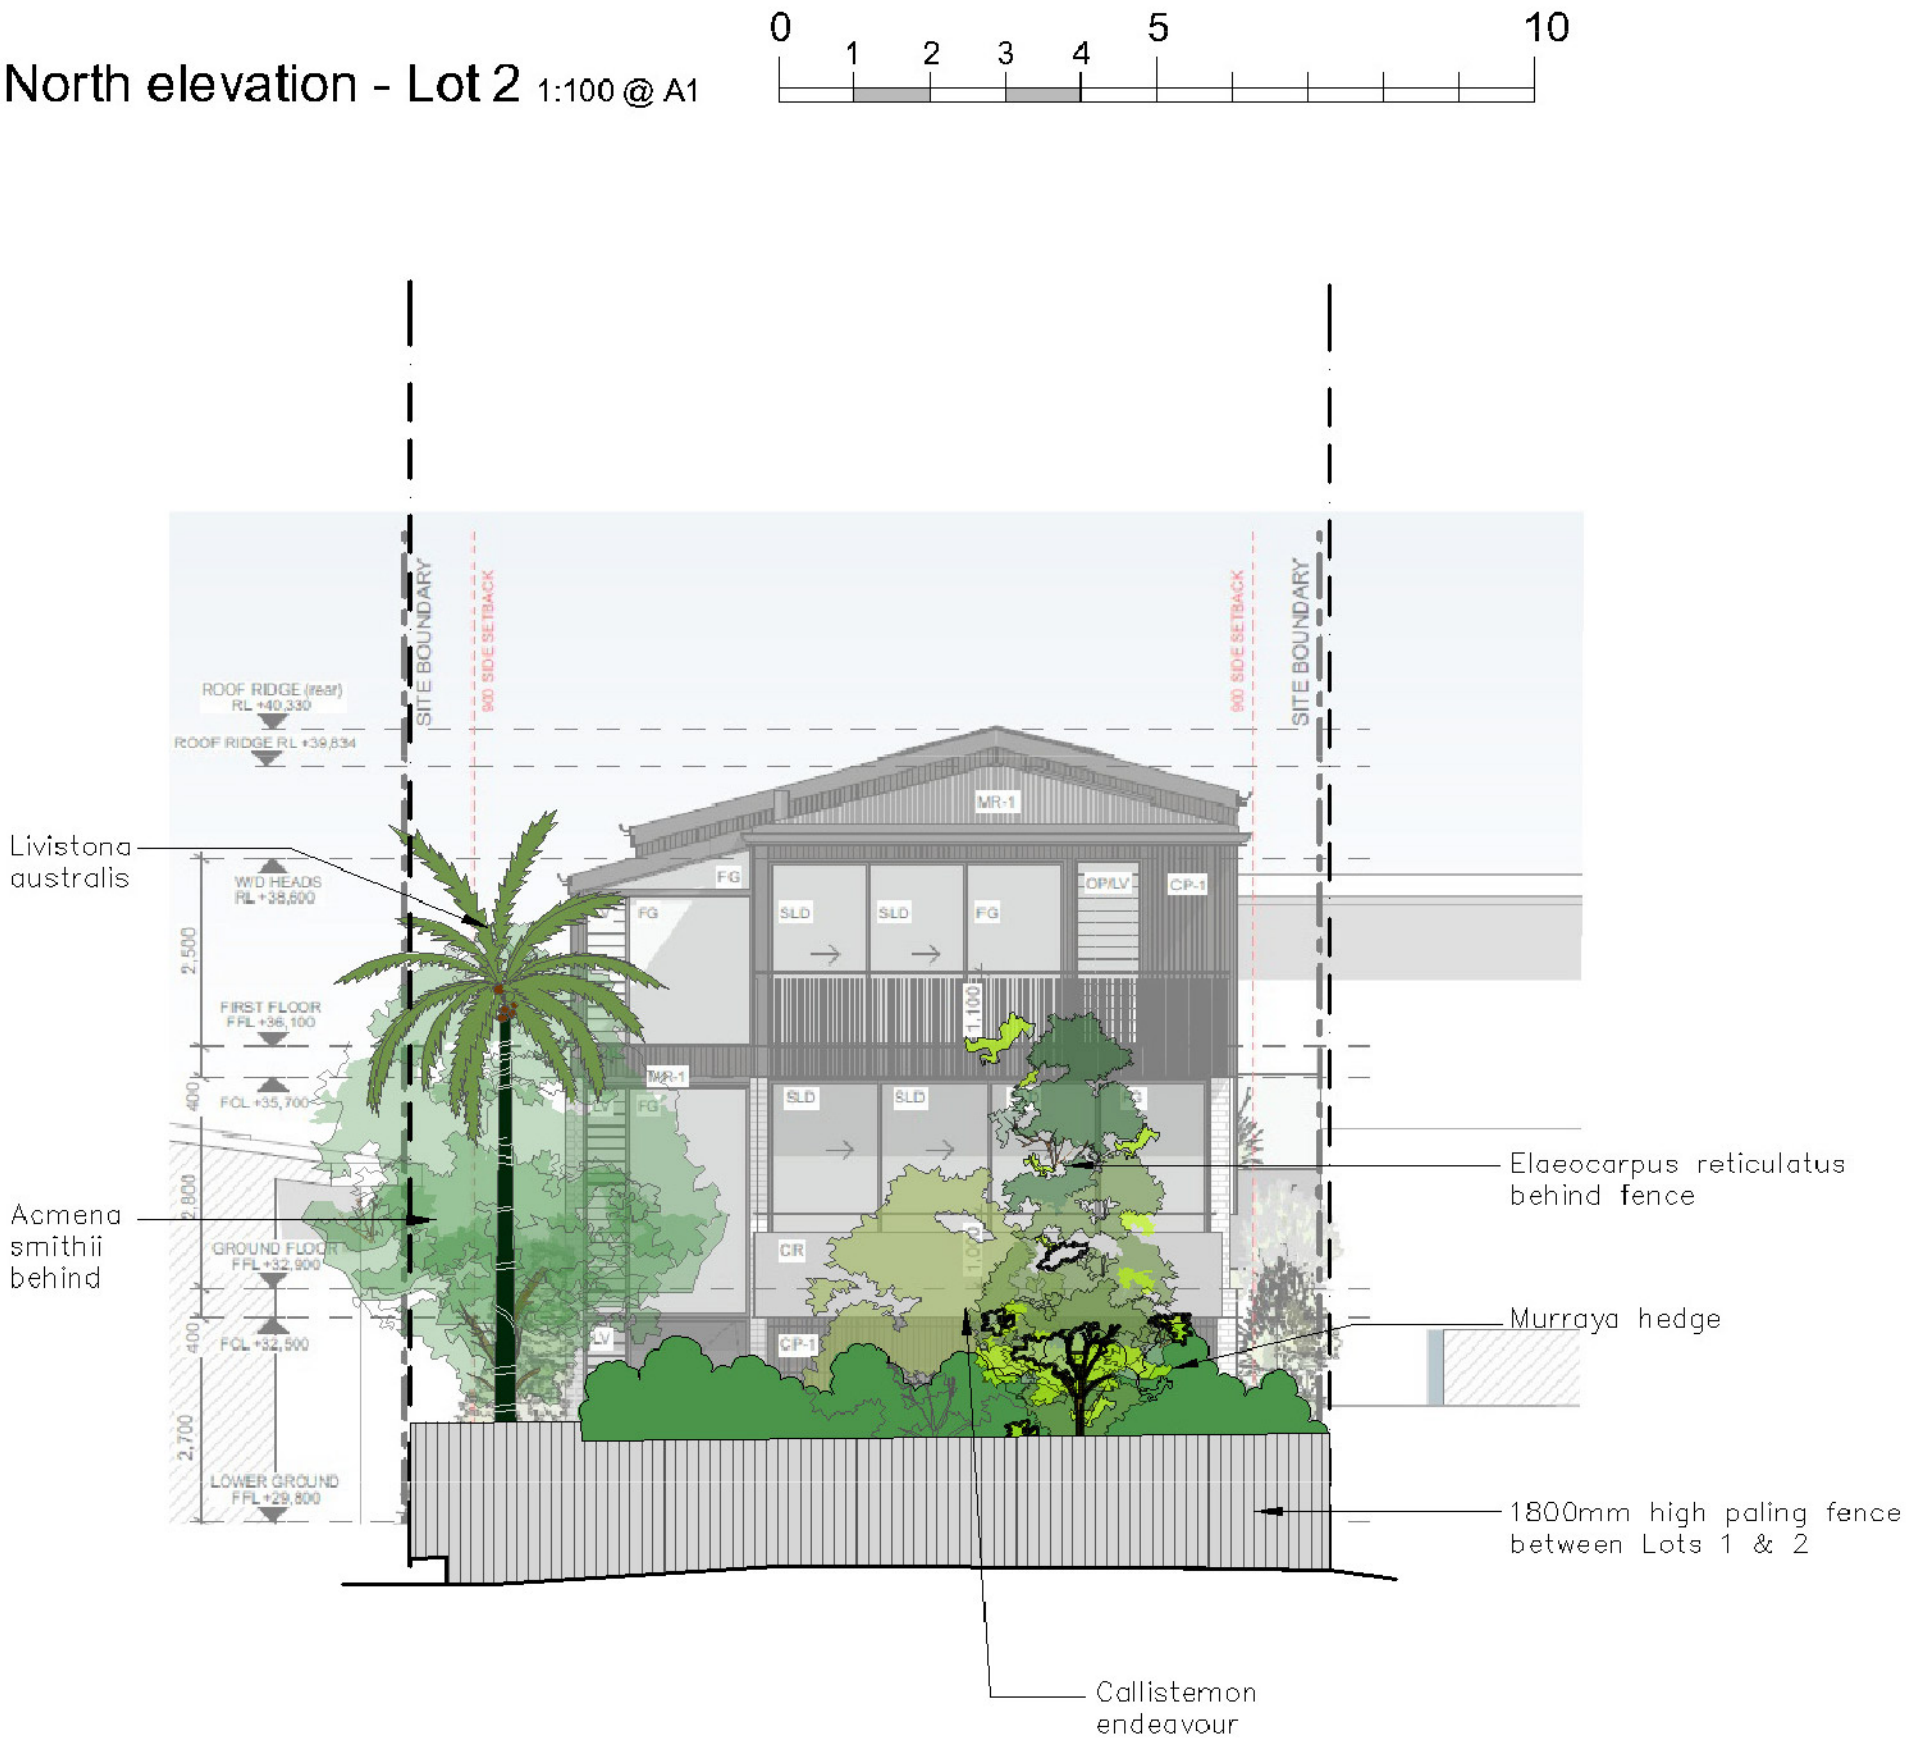 North elevation - Lot 2 1:100 @ A1
0 1 2 3 4 5 10
SITE BOUNDARY
900 SIDE SETBACK
900 SIDE SETBACK
SITE BOUNDARY
ROOF RIDGE (rear)
RL +40,330
ROOF RIDGE RL +39,834
MR-1
Livistona
australis
W/D HEADS
RL +38,600
FG
OP/LV
CP-1
FG
SLD
SLD
FG
2,500
FIRST FLOOR
FFL +36,100
1,100
MR-1
400
FCL +35,700
LV
FG
SLD
SLD
FG
Elaeocarpus reticulatus
behind fence
Acmena
smithii
behind
2,800
GROUND FLOOR
FFL +32,900
CR
Murraya hedge
400
FCL +32,500
LV
CP-1
2,700
LOWER GROUND
FFL +29,800
1800mm high paling fence
between Lots 1 & 2
Callistemon
endeavour